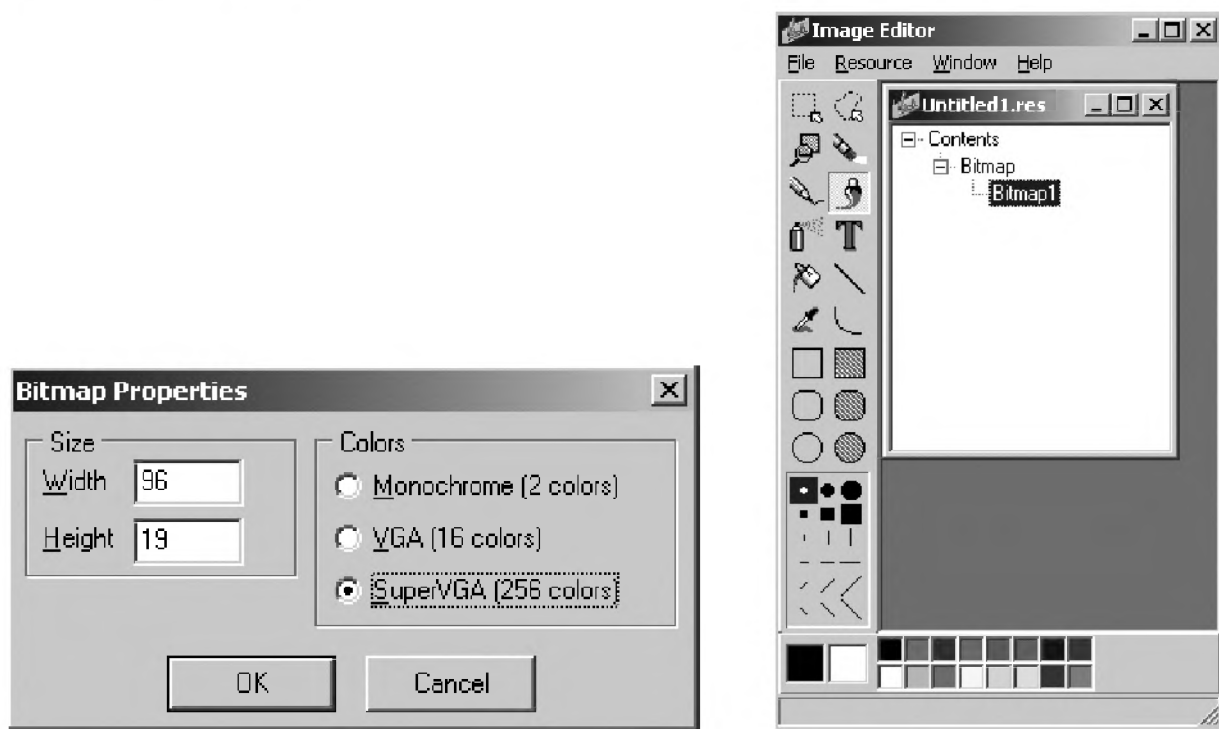 Bitmap Properties
Size
Width 96
Height 19
Colors
Monochrome (2 colors)
VGA (16 colors)
SuperVGA (256 colors)
OK Cancel
Image Editor
File Resource Window Help
Untitled1.res
Contents
Bitmap
Bitmap1
T